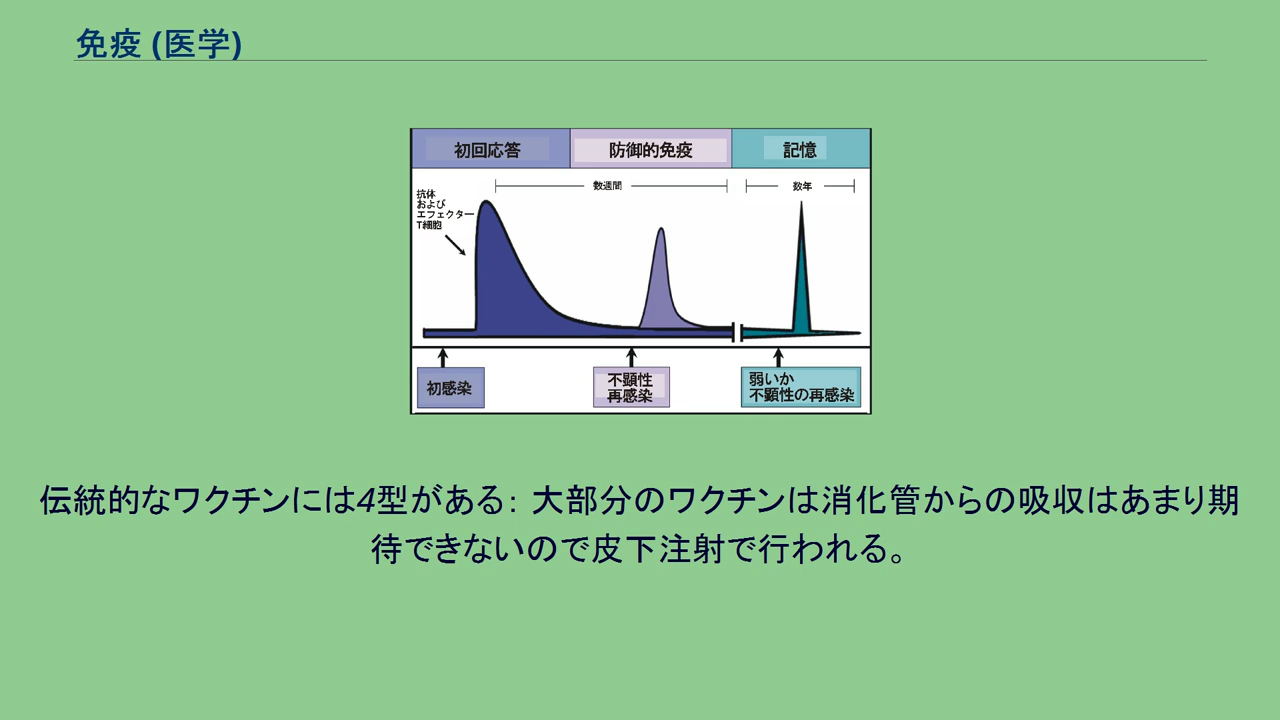 免疫 (医学)
初回応答
防御的免疫
記憶
数週間
数年
抗体
および
エフェクター
T細胞
初感染
不顕性
再感染
弱いか
不顕性の再感染
伝統的なワクチンには4型がある: 大部分のワクチンは消化管からの吸収はあまり期
待できないので皮下注射で行われる。